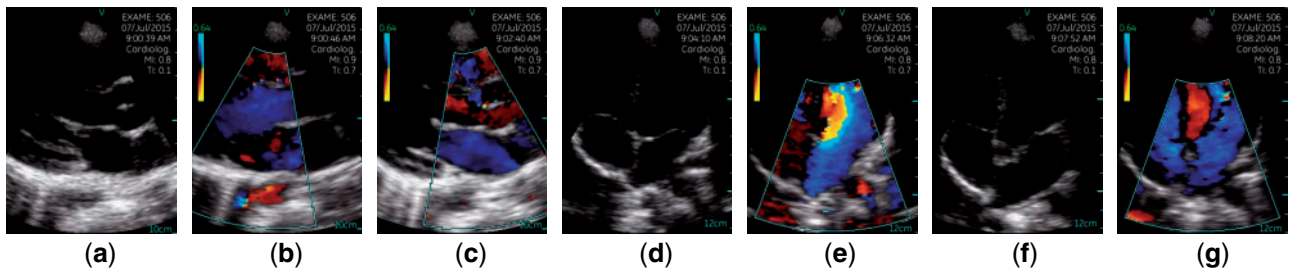 V
EXAME: 506
07/Jul/2015
9:00:39 AM
Cardiolog.
MI: 0.8
TI: 0.1
10cm
(a)
0.64
V
EXAME: 506
07/Jul/2015
9:00:46 AM
Cardiolog.
MI: 0.9
TI: 0.7
10cm
(b)
0.64
V
EXAME: 506
07/Jul/2015
9:02:40 AM
Cardiolog.
MI: 0.9
TI: 0.7
10cm
(c)
V
EXAME: 506
07/Jul/2015
9:04:10 AM
Cardiolog.
MI: 0.8
TI: 0.1
12cm
(d)
0.64
V
EXAME: 506
07/Jul/2015
9:06:32 AM
Cardiolog.
MI: 0.8
TI: 0.7
12cm
(e)
V
EXAME: 506
07/Jul/2015
9:07:52 AM
Cardiolog.
MI: 0.8
TI: 0.1
12cm
(f)
0.64
V
EXAME: 506
07/Jul/2015
9:08:20 AM
Cardiolog.
MI: 0.8
TI: 0.7
12cm
(g)